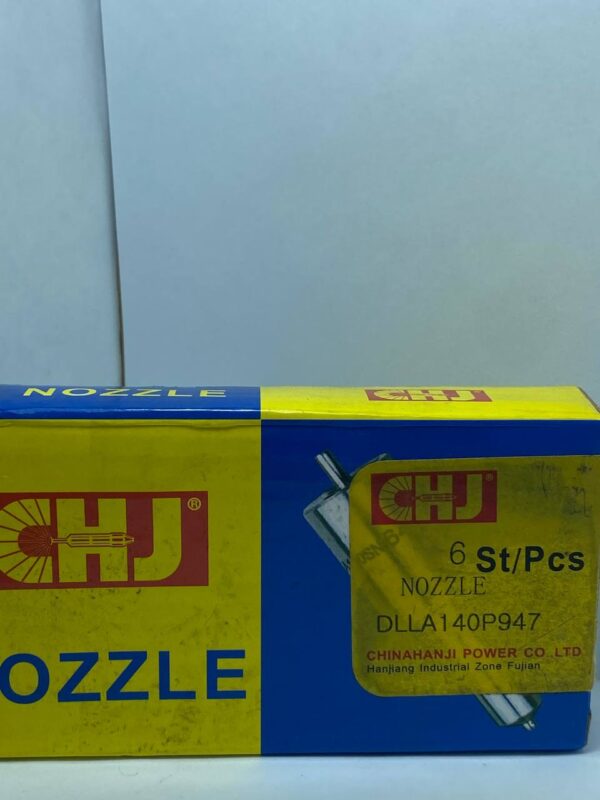 NOZZLE
CHJ
CHJ®
OZZLE
CHJ®
6 St/Pcs
NOZZLE
DLLA140P947
CHINAHANJI POWER CO.,LTD
Hanjiang Industrial Zone Fujian